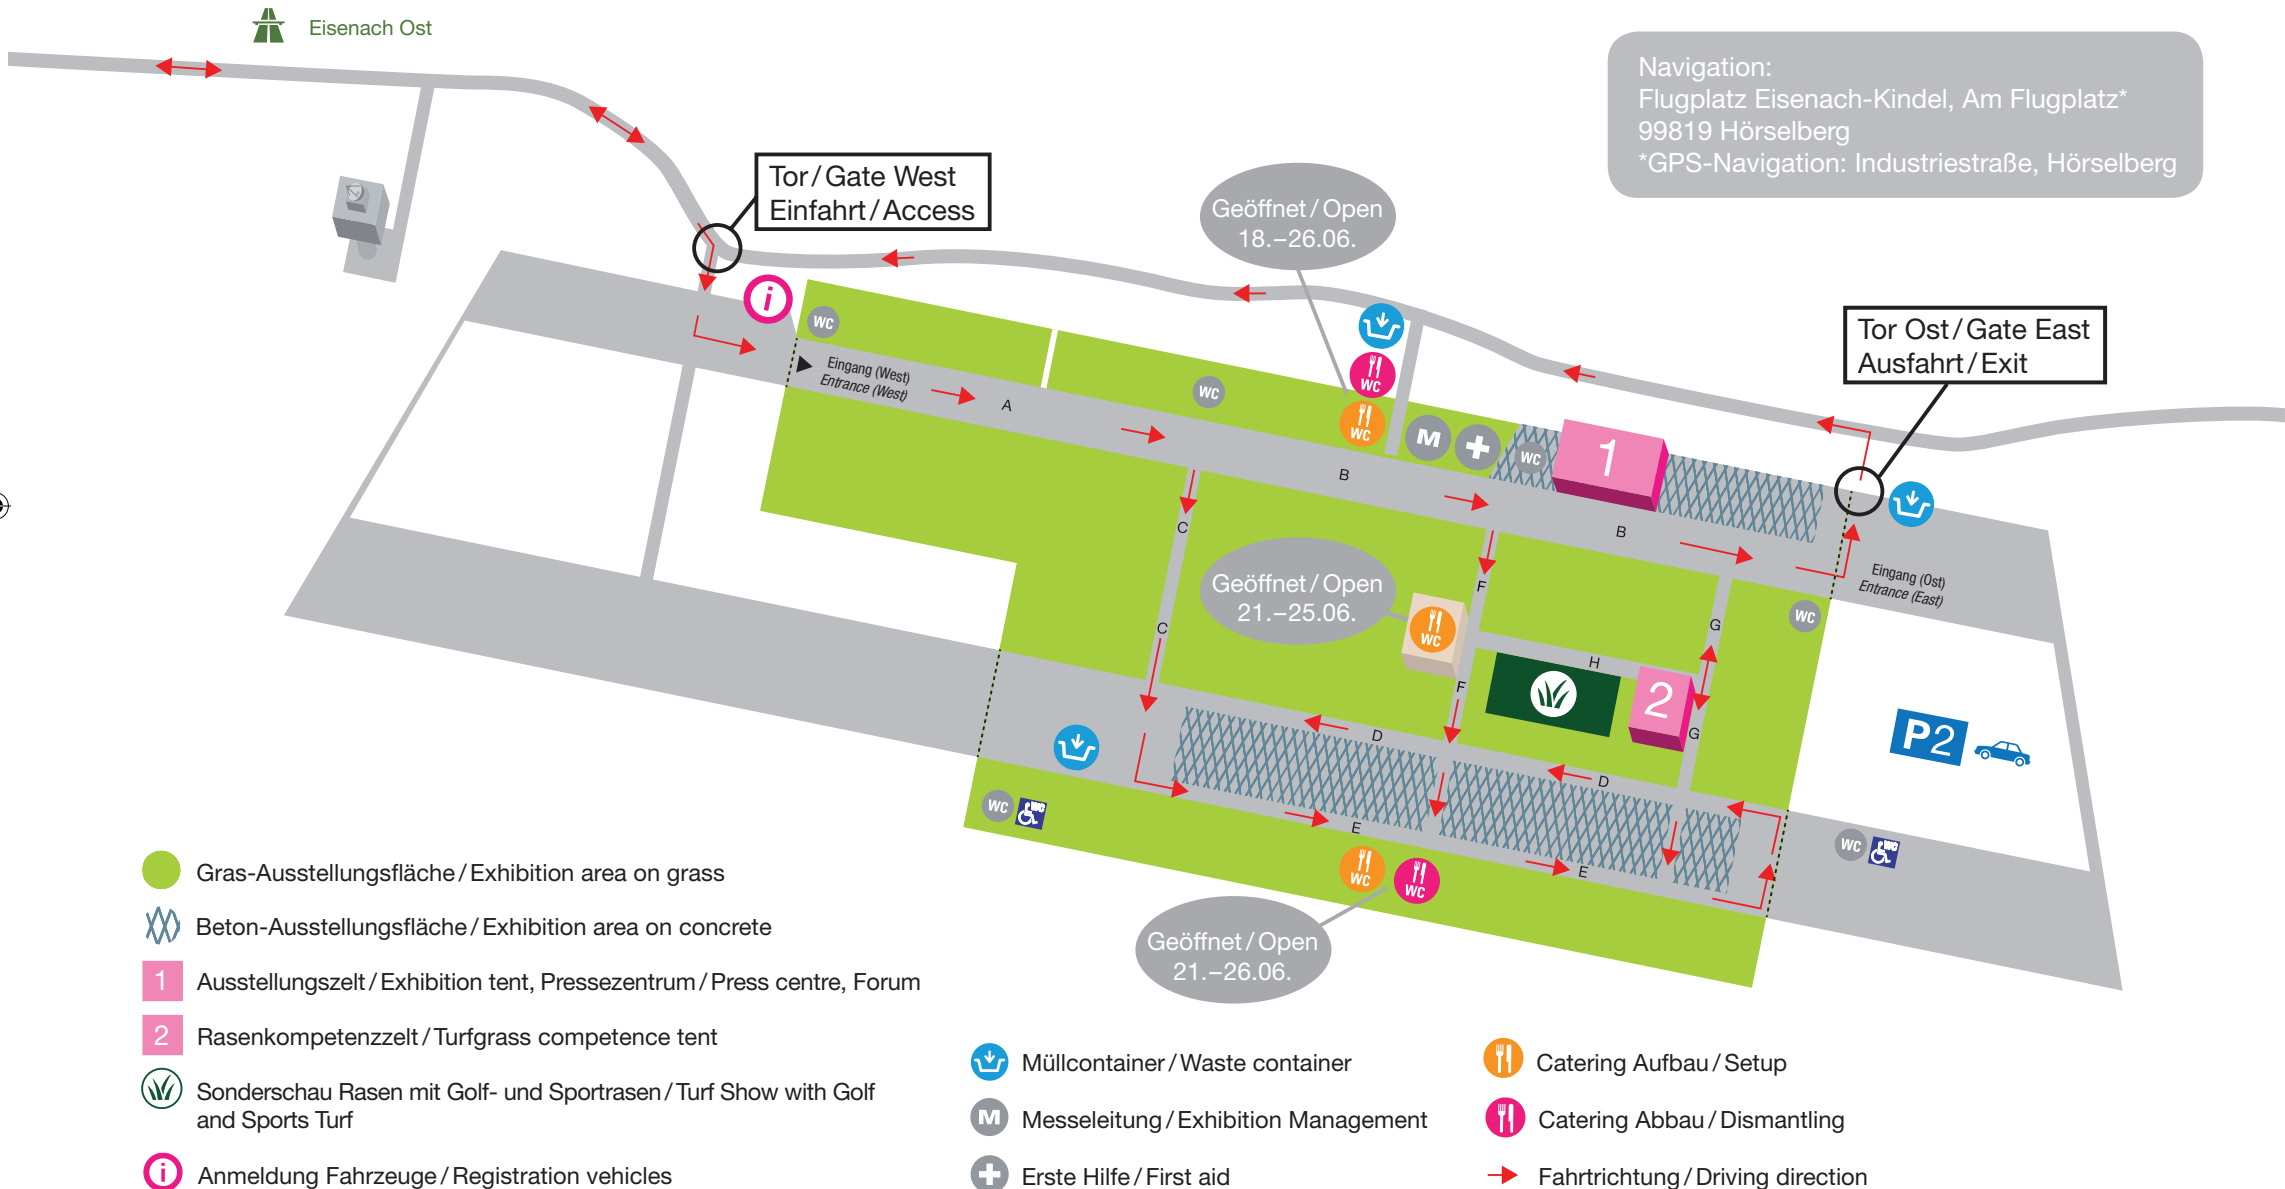 Eisenach Ost
Navigation:
Flugplatz Eisenach-Kindel, Am Flugplatz*
99819 Hörselberg
*GPS-Navigation: Industriestraße, Hörselberg
Tor/Gate West
Einfahrt/Access
Geöffnet/Open
18.–26.06.
Tor Ost/Gate East
Ausfahrt/Exit
i
WC
Eingang (West)
Entrance (West)
A
WC
WC
WC
M
WC
1
B
B
C
C
Geöffnet/Open
21.–25.06.
WC
F
F
Eingang (Ost)
Entrance (East)
WC
G
H
2
G
P2
D
D
E
E
WC
WC
WC
WC
WC
WC
Geöffnet/Open
21.–26.06.
Gras-Ausstellungsfläche/Exhibition area on grass
Beton-Ausstellungsfläche/Exhibition area on concrete
1 Ausstellungszelt/Exhibition tent, Pressezentrum/Press centre, Forum
2 Rasenkompetenzzelt/Turfgrass competence tent
Sonderschau Rasen mit Golf- und Sportrasen/Turf Show with Golf
and Sports Turf
i Anmeldung Fahrzeuge/Registration vehicles
Müllcontainer/Waste container
M Messeleitung/Exhibition Management
Erste Hilfe/First aid
Catering Aufbau/Setup
Catering Abbau/Dismantling
Fahrtrichtung/Driving direction